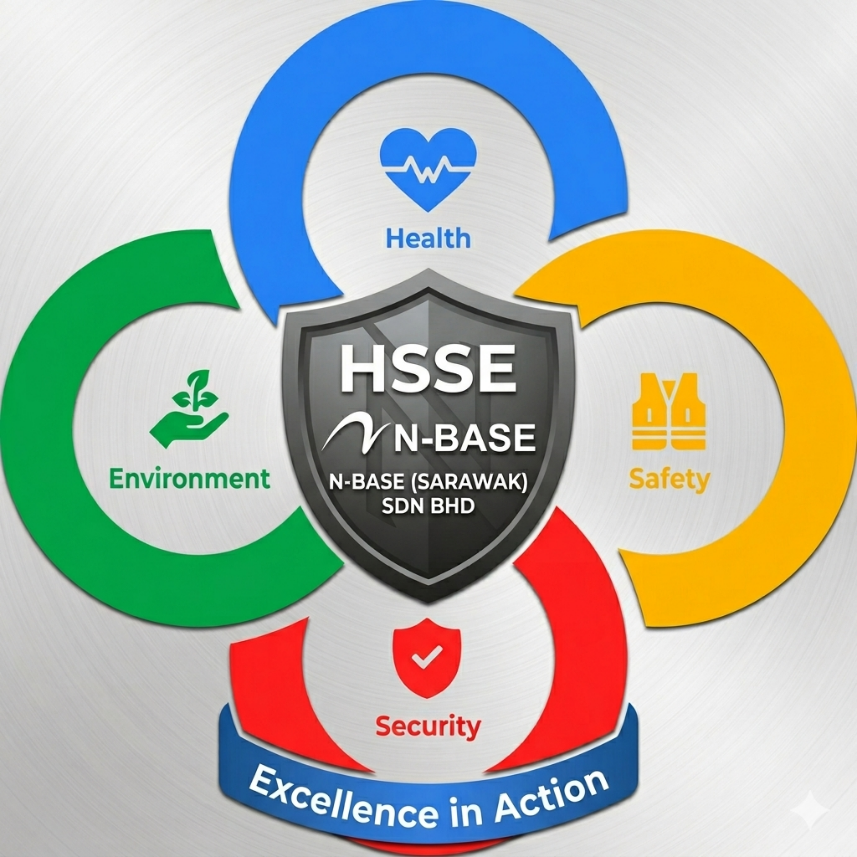 Health
HSSE
N-BASE
N-BASE (SARAWAK)
SDN BHD
Environment
Safety
Security
Excellence in Action